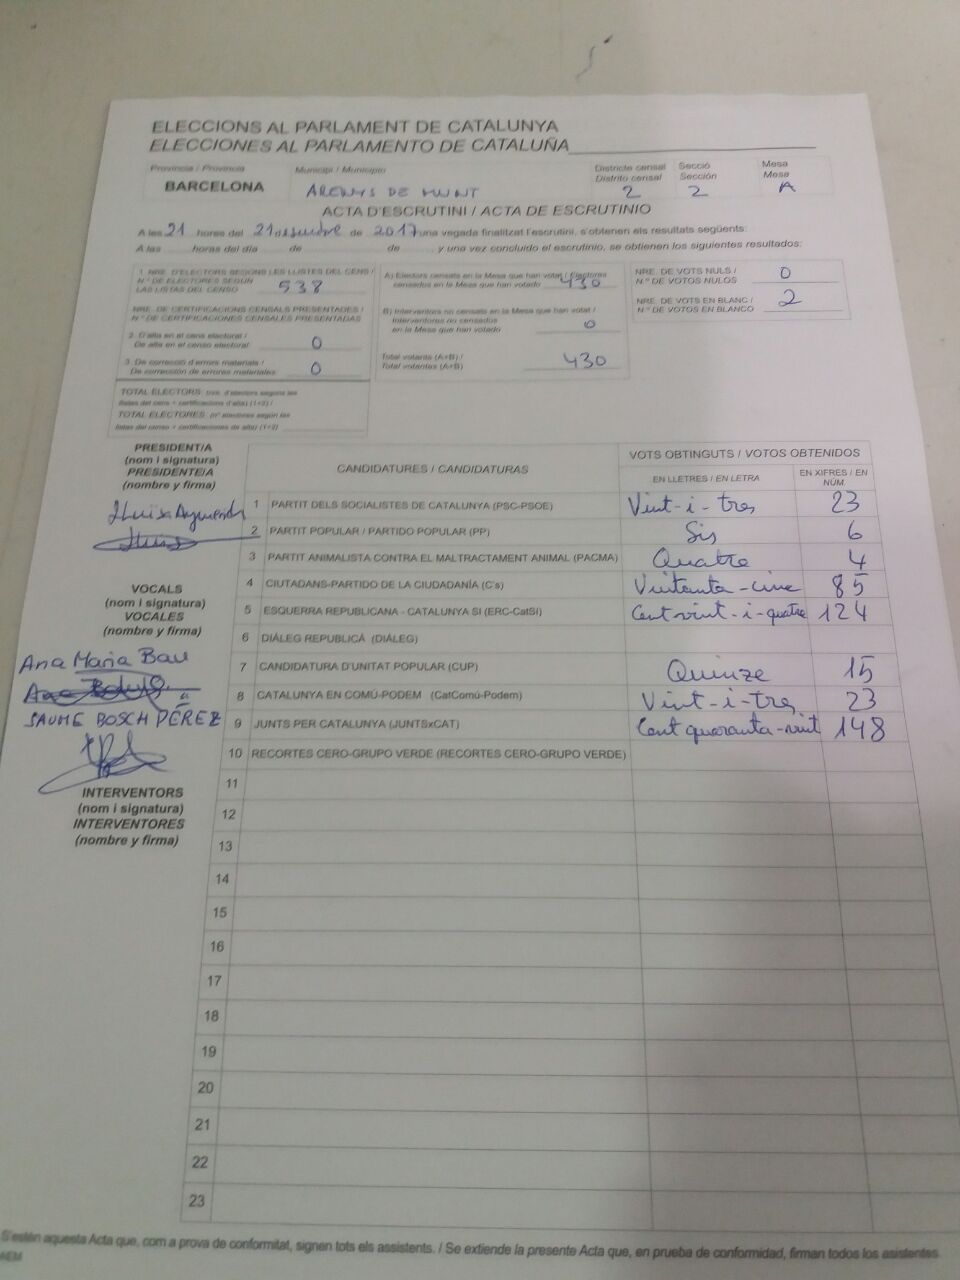 ELECCIONS AL PARLAMENT DE CATALUNYA
ELECCIONES AL PARLAMENTO DE CATALUÑA
Provincia / Provincia
BARCELONA
Municipi / Municipio
ARENYS DE MUNT
Districte censal
Distrito censal
2
Secció
Sección
2
Mesa
Mesa
A
ACTA D'ESCRUTINI / ACTA DE ESCRUTINIO
A les 21 hores del 21 desembre de 2017 una vegada finalitzat l'escrutini, s'obtenen els resultats següents:
A las horas del día de de y una vez concluido el escrutinio, se obtienen los siguientes resultados:
1. NRE. D'ELECTORS SEGONS LES LLISTES DEL CENS /
N.º DE ELECTORES SEGÚN
LAS LISTAS DEL CENSO 538
NRE. DE CERTIFICACIONS CENSALS PRESENTADES /
N.º DE CERTIFICACIONES CENSALES PRESENTADAS
2. D'alta en el cens electoral /
De alta en el censo electoral 0
3. De correcció d'errors materials /
De corrección de errores materiales 0
TOTAL ELECTORS (nre. d'electors segons les
llistes del cens + certificacions d'alta) (1+2) /
TOTAL ELECTORES (nº electores según las
listas del censo + certificaciones de alta) (1+2)
A) Electors censats en la Mesa que han votat / Electores
censados en la Mesa que han votado 430
B) Interventors no censats en la Mesa que han votat /
Interventores no censados
en la Mesa que han votado 0
Total votants (A+B) /
Total votantes (A+B) 430
NRE. DE VOTS NULS /
N.º DE VOTOS NULOS 0
NRE. DE VOTS EN BLANC /
N.º DE VOTOS EN BLANCO 2
PRESIDENT/A
(nom i signatura)
PRESIDENTE/A
(nombre y firma)
VOCALS
(nom i signatura)
VOCALES
(nombre y firma)
Ana Maria Bau
JAUME BOSCH PÉREZ
INTERVENTORS
(nom i signatura)
INTERVENTORES
(nombre y firma)
CANDIDATURES / CANDIDATURAS
VOTS OBTINGUTS / VOTOS OBTENIDOS
EN LLETRES / EN LETRA
EN XIFRES / EN
NÚM.
1 PARTIT DELS SOCIALISTES DE CATALUNYA (PSC-PSOE) Vint-i-tres 23
2 PARTIT POPULAR / PARTIDO POPULAR (PP) Sis 6
3 PARTIT ANIMALISTA CONTRA EL MALTRACTAMENT ANIMAL (PACMA) Quatre 4
4 CIUTADANS-PARTIDO DE LA CIUDADANÍA (C's) Vuitanta-cinc 85
5 ESQUERRA REPUBLICANA - CATALUNYA SÍ (ERC-CatSí) Cent vint-i-quatre 124
6 DIÀLEG REPUBLICÀ (DIÀLEG)
7 CANDIDATURA D'UNITAT POPULAR (CUP) Quinze 15
8 CATALUNYA EN COMÚ-PODEM (CatComú-Podem) Vint-i-tres 23
9 JUNTS PER CATALUNYA (JUNTSxCAT) Cent quaranta-vuit 148
10 RECORTES CERO-GRUPO VERDE (RECORTES CERO-GRUPO VERDE)
11
12
13
14
15
16
17
18
19
20
21
22
23
S'estén aquesta Acta que, com a prova de conformitat, signen tots els assistents. / Se extiende la presente Acta que, en prueba de conformidad, firman todos los asistentes.